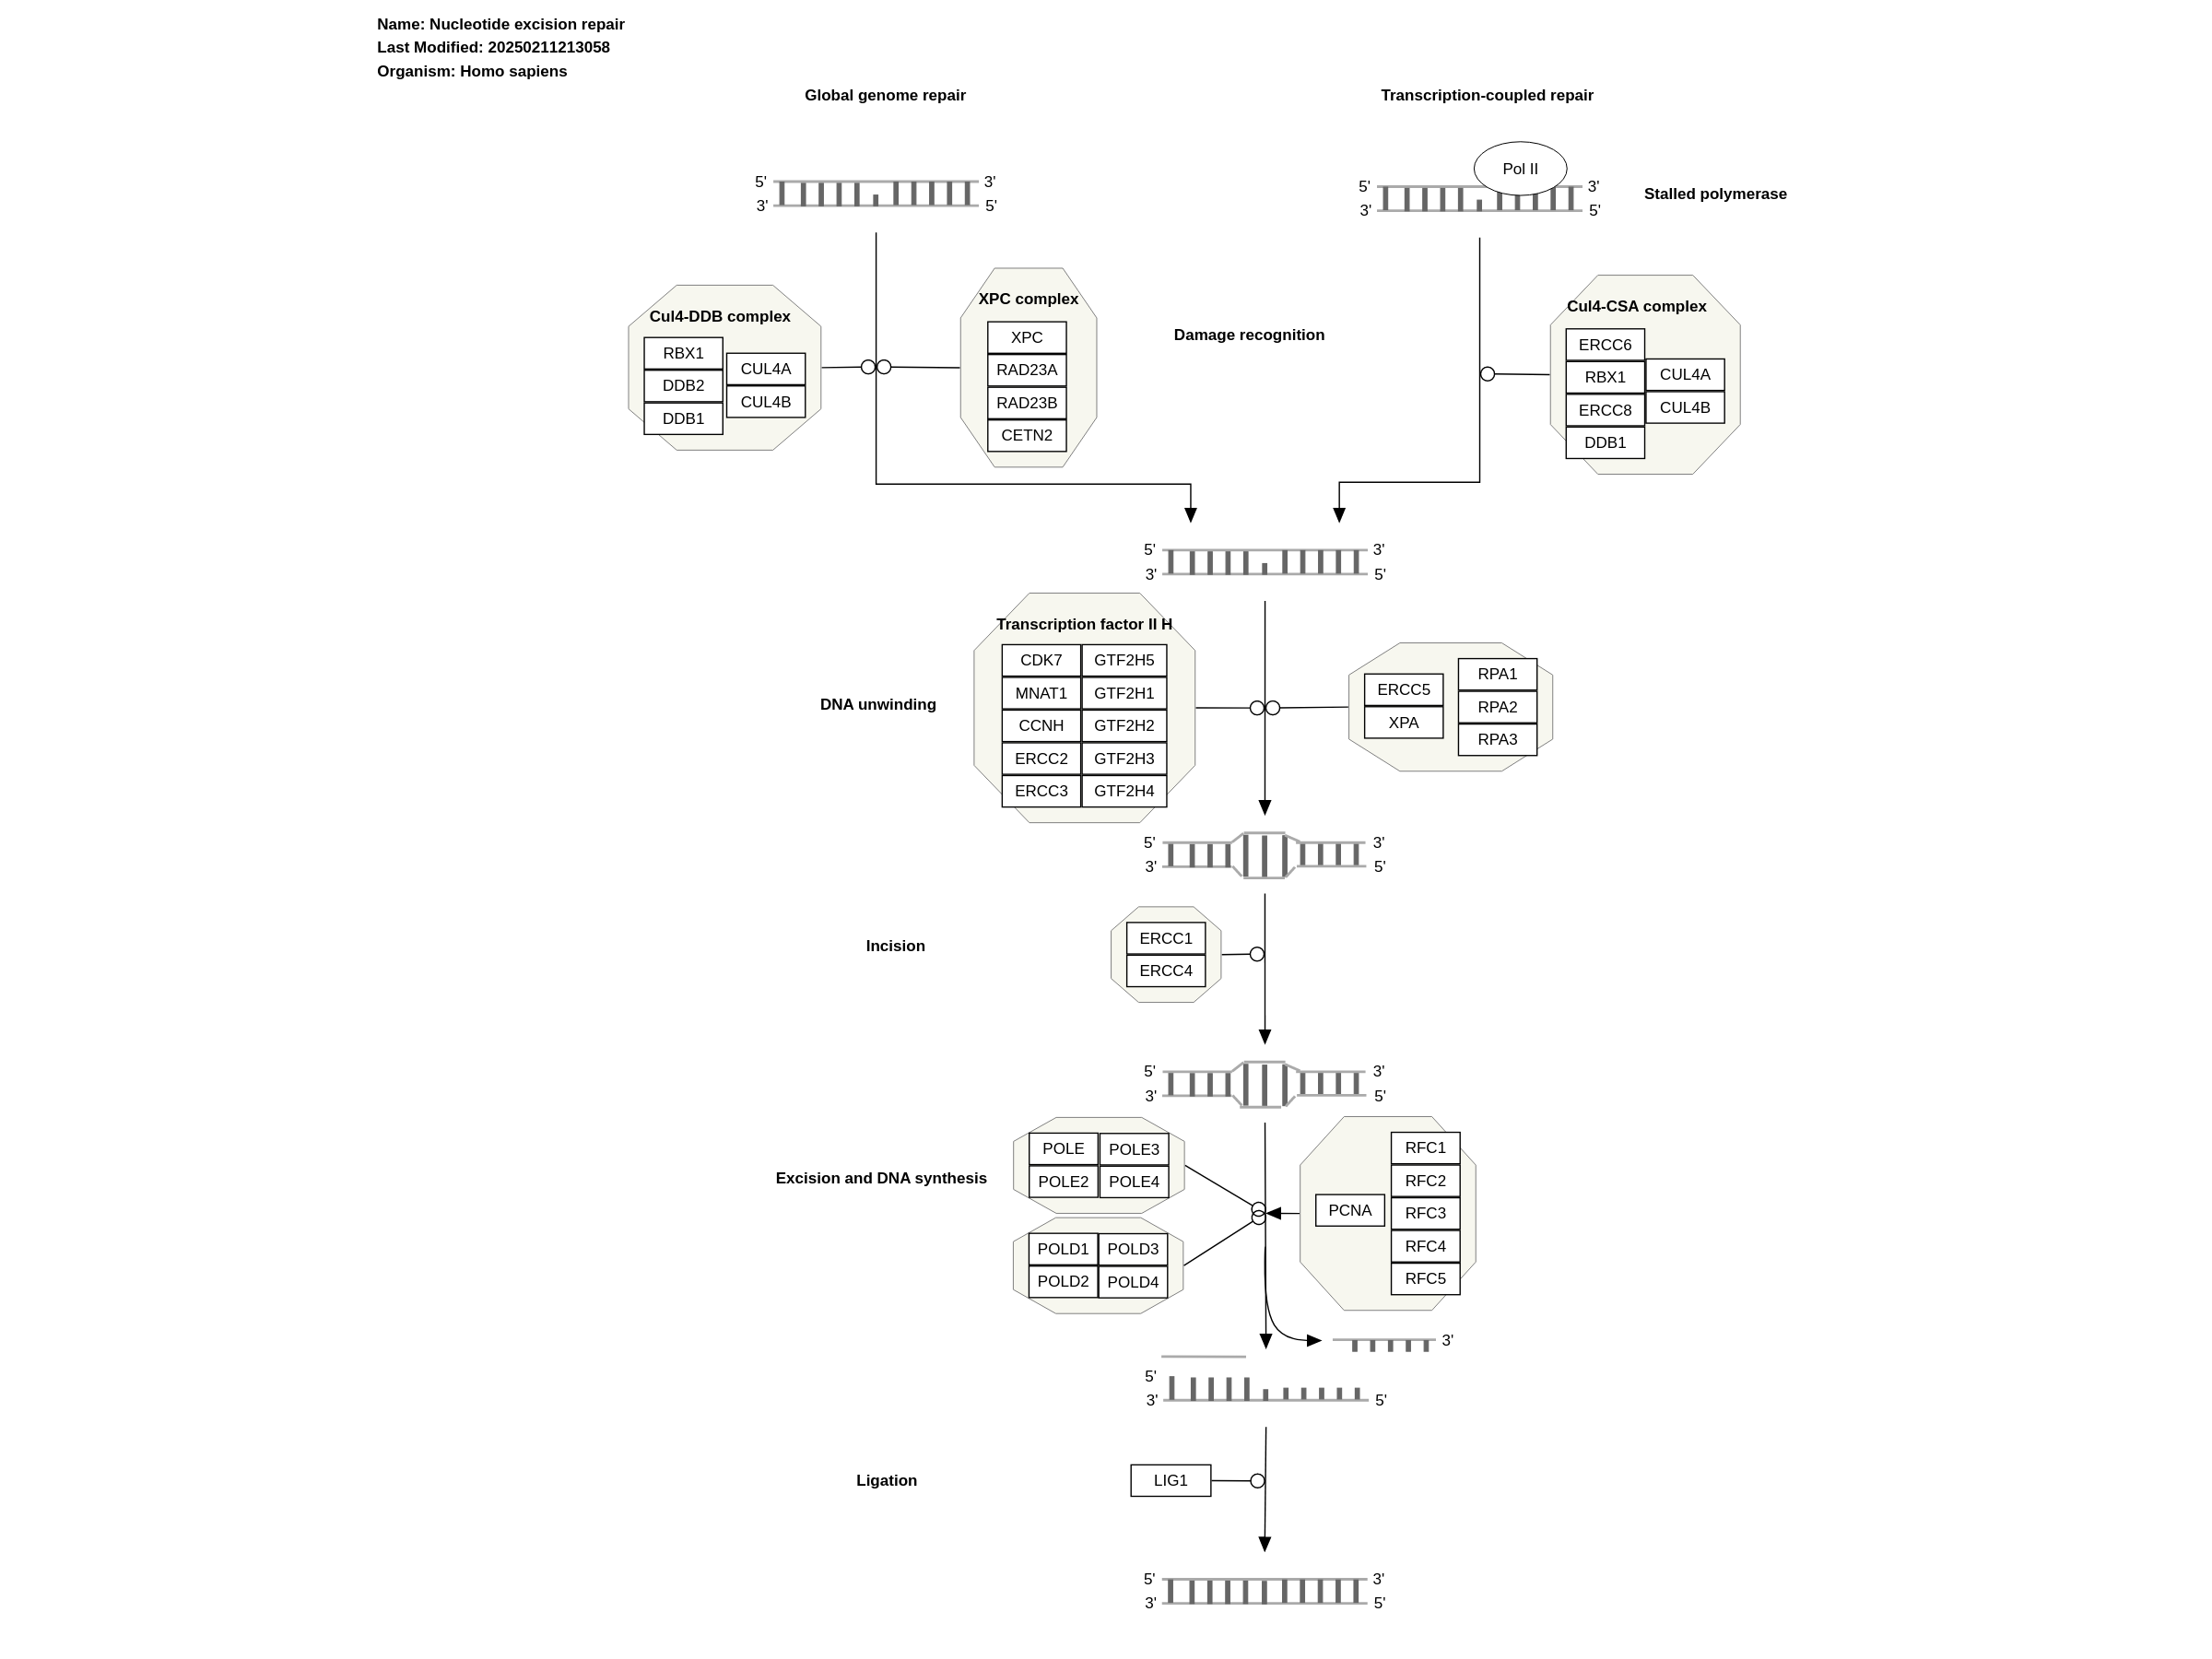 Name: Nucleotide excision repair
Last Modified: 20250211213058
Organism: Homo sapiens
Global genome repair
Transcription-coupled repair
Pol II
5'
3'
3'
5'
5'
3'
3'
5'
Stalled polymerase
Cul4-DDB complex
RBX1
DDB2
DDB1
CUL4A
CUL4B
XPC complex
XPC
RAD23A
RAD23B
CETN2
Damage recognition
Cul4-CSA complex
ERCC6
RBX1
ERCC8
DDB1
CUL4A
CUL4B
5'
3'
3'
5'
DNA unwinding
Transcription factor II H
CDK7
MNAT1
CCNH
ERCC2
ERCC3
GTF2H5
GTF2H1
GTF2H2
GTF2H3
GTF2H4
ERCC5
XPA
RPA1
RPA2
RPA3
5'
3'
3'
5'
Incision
ERCC1
ERCC4
5'
3'
3'
5'
Excision and DNA synthesis
POLE
POLE2
POLE3
POLE4
POLD1
POLD2
POLD3
POLD4
PCNA
RFC1
RFC2
RFC3
RFC4
RFC5
3'
5'
3'
5'
Ligation
LIG1
5'
3'
3'
5'